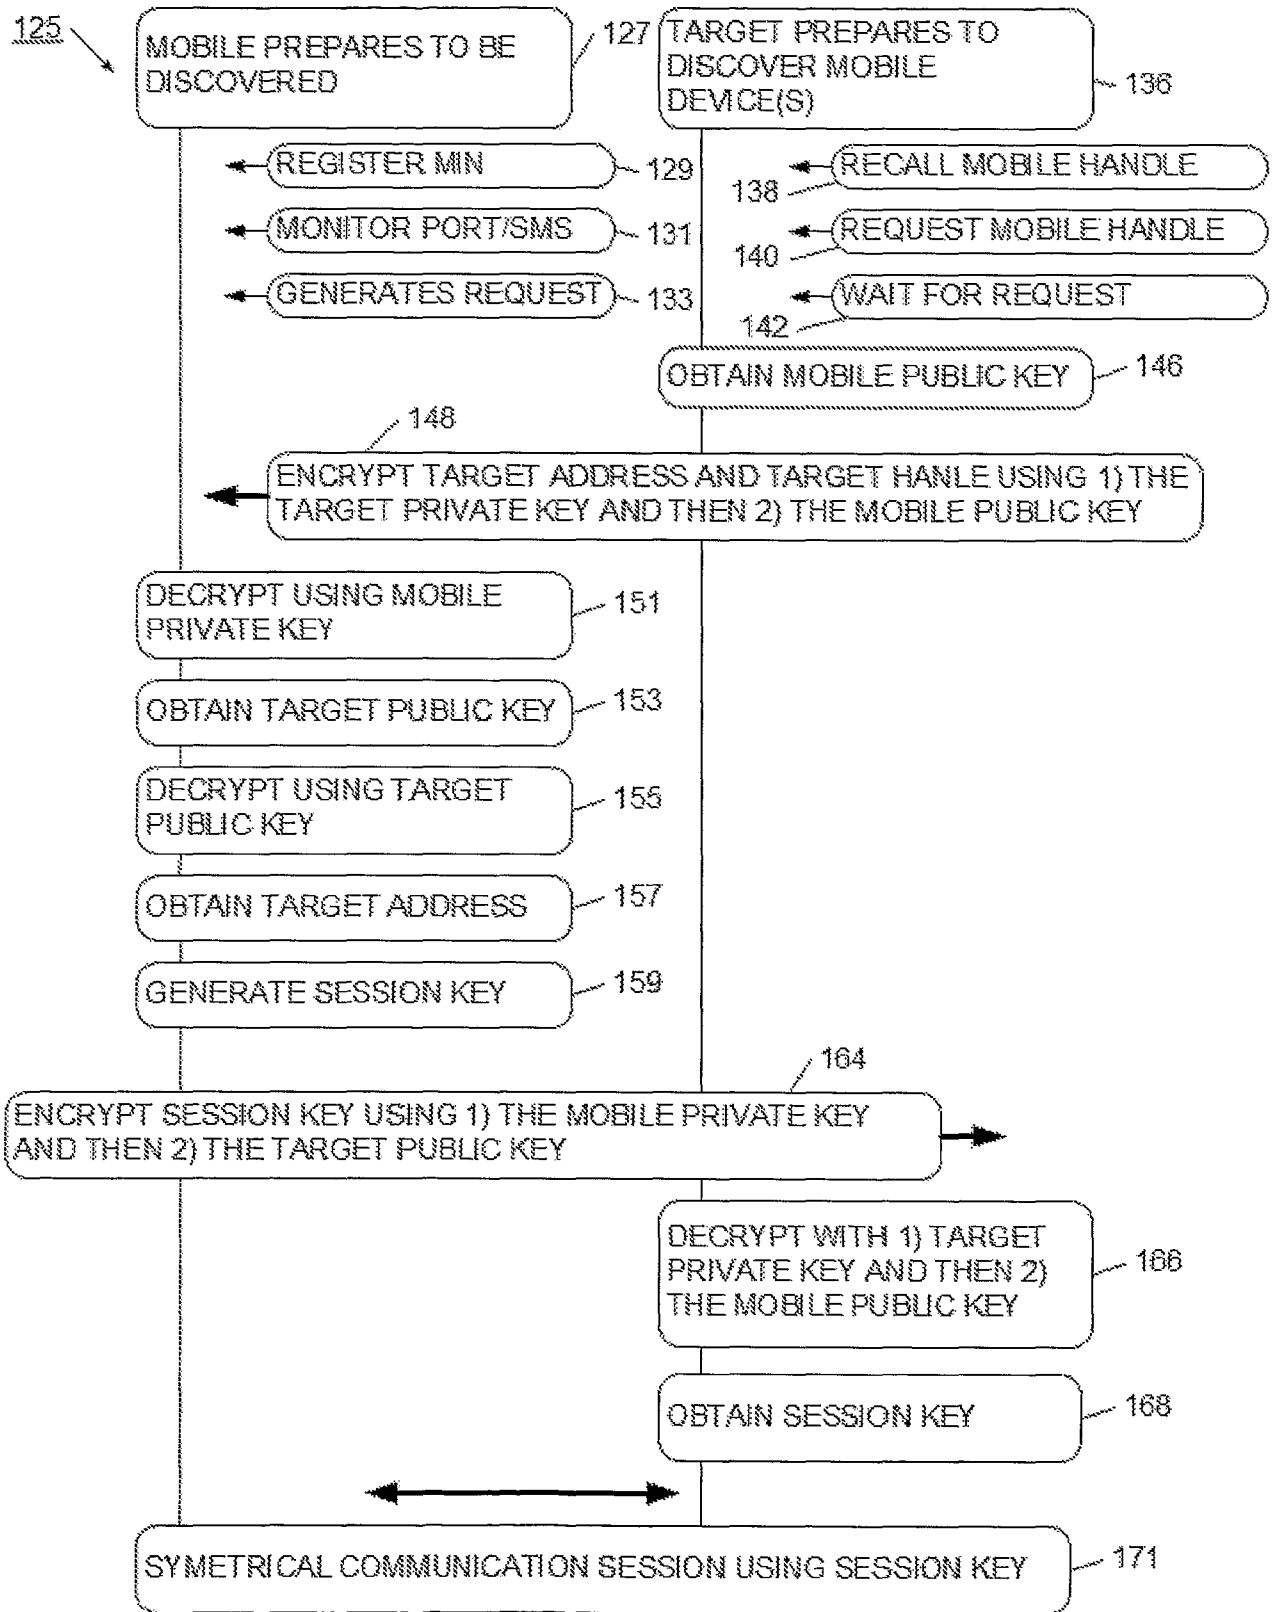 125
MOBILE PREPARES TO BE
DISCOVERED
127
TARGET PREPARES TO
DISCOVER MOBILE
DEVICE(S)
136
REGISTER MIN
129
RECALL MOBILE HANDLE
138
MONITOR PORT/SMS
131
REQUEST MOBILE HANDLE
140
GENERATES REQUEST
133
WAIT FOR REQUEST
142
OBTAIN MOBILE PUBLIC KEY
146
148
ENCRYPT TARGET ADDRESS AND TARGET HANLE USING 1) THE
TARGET PRIVATE KEY AND THEN 2) THE MOBILE PUBLIC KEY
DECRYPT USING MOBILE
PRIVATE KEY
151
OBTAIN TARGET PUBLIC KEY
153
DECRYPT USING TARGET
PUBLIC KEY
155
OBTAIN TARGET ADDRESS
157
GENERATE SESSION KEY
159
164
ENCRYPT SESSION KEY USING 1) THE MOBILE PRIVATE KEY
AND THEN 2) THE TARGET PUBLIC KEY
DECRYPT WITH 1) TARGET
PRIVATE KEY AND THEN 2)
THE MOBILE PUBLIC KEY
166
OBTAIN SESSION KEY
168
SYMETRICAL COMMUNICATION SESSION USING SESSION KEY
171